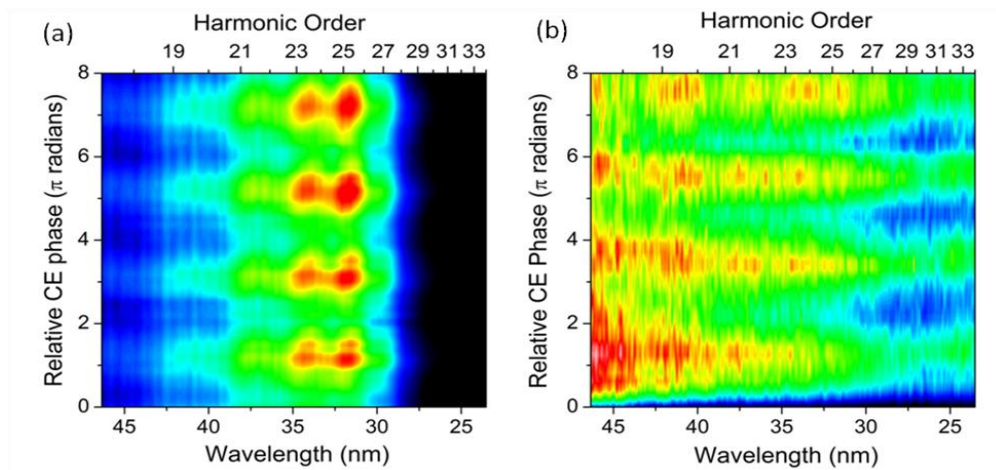 (a)
Harmonic Order
19 21 23 25 27 29 31 33
8
6
4
2
0
Relative CE phase (π radians)
45 40 35 30 25
Wavelength (nm)
(b)
Harmonic Order
19 21 23 25 27 29 31 33
8
6
4
2
0
Relative CE Phase (π radians)
45 40 35 30 25
Wavelength (nm)